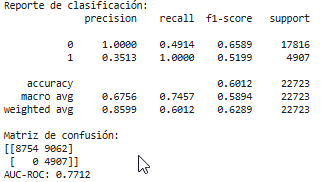 Reporte de clasificación:
precision    recall  f1-score   support
0     1.0000    0.4914    0.6589     17816
1     0.3513    1.0000    0.5199      4907
accuracy                         0.6012     22723
macro avg     0.6756    0.7457    0.5894     22723
weighted avg     0.8599    0.6012    0.6289     22723
Matriz de confusión:
[[8754 9062]
[   0 4907]]
AUC-ROC: 0.7712